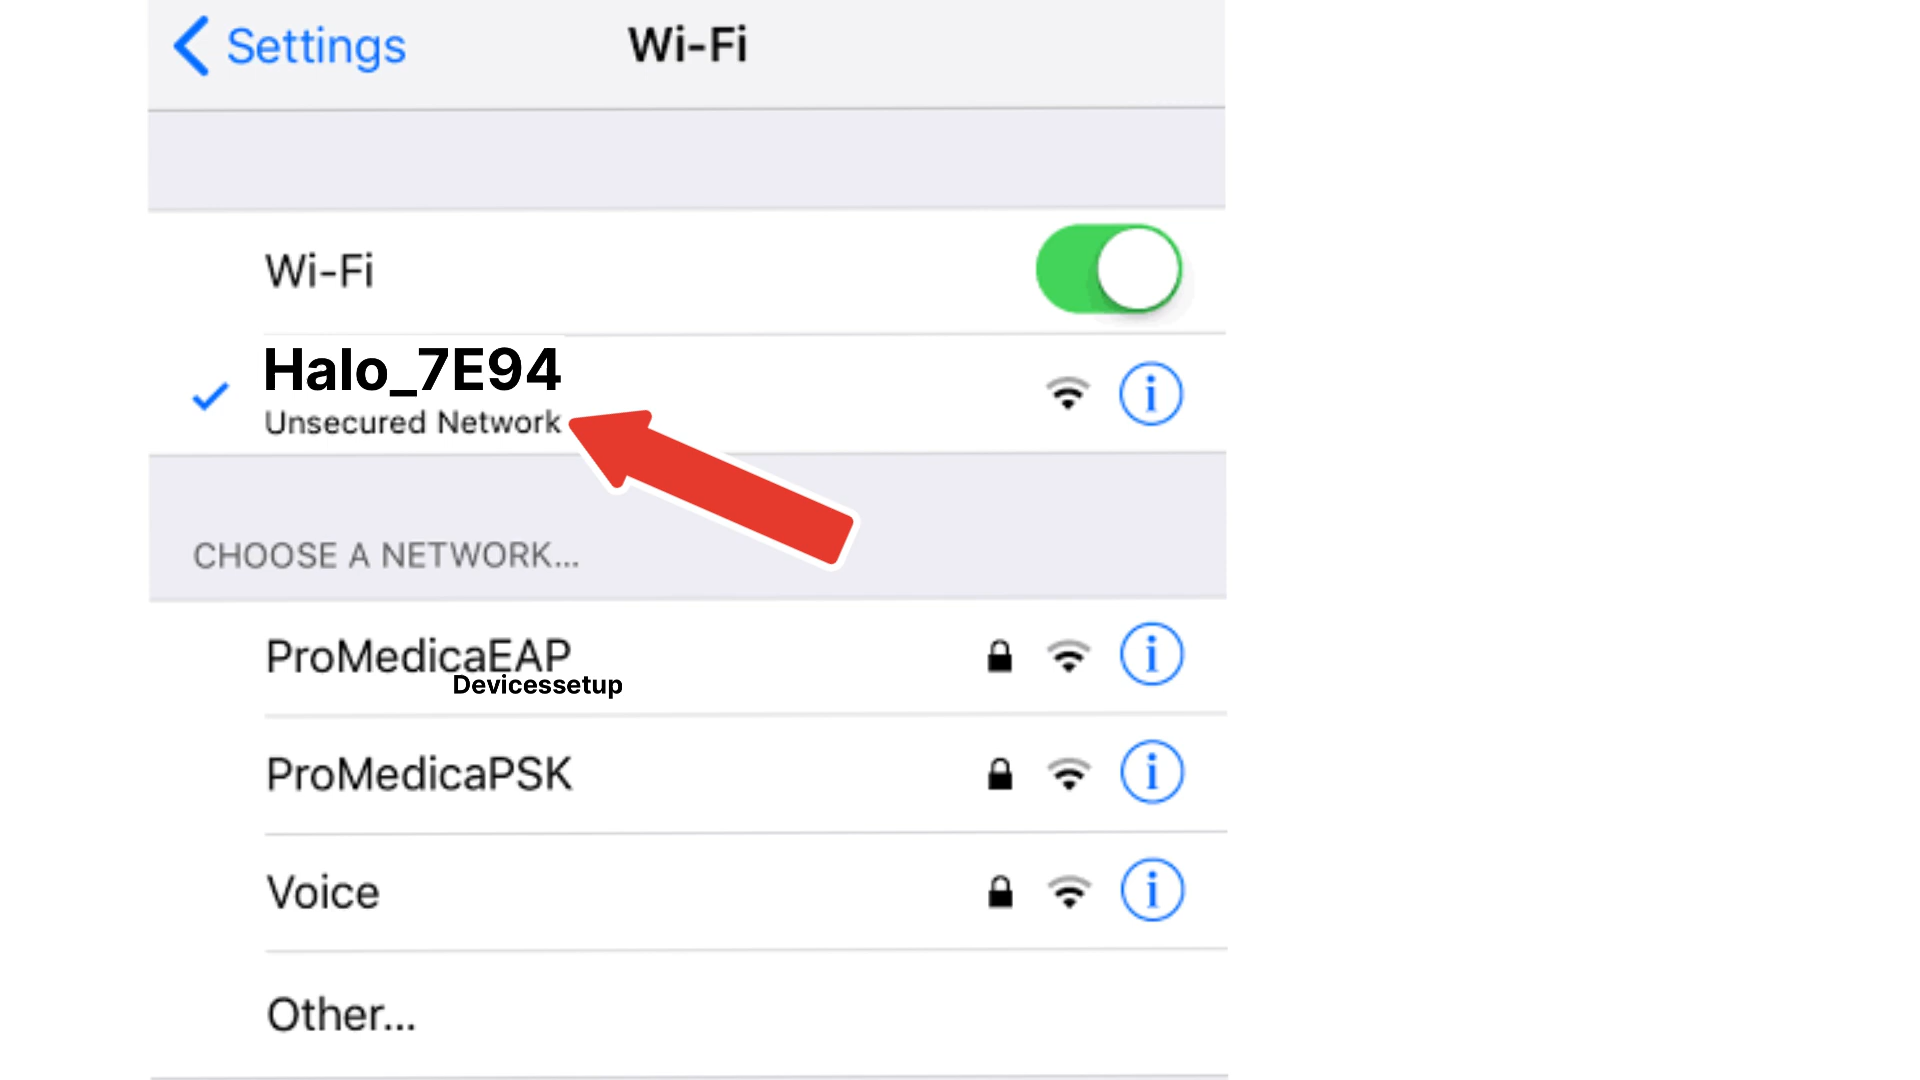 Settings
Wi-Fi
Wi-Fi
Halo_7E94
Unsecured Network
CHOOSE A NETWORK...
ProMedicaEAP
Devicessetup
ProMedicaPSK
Voice
Other...